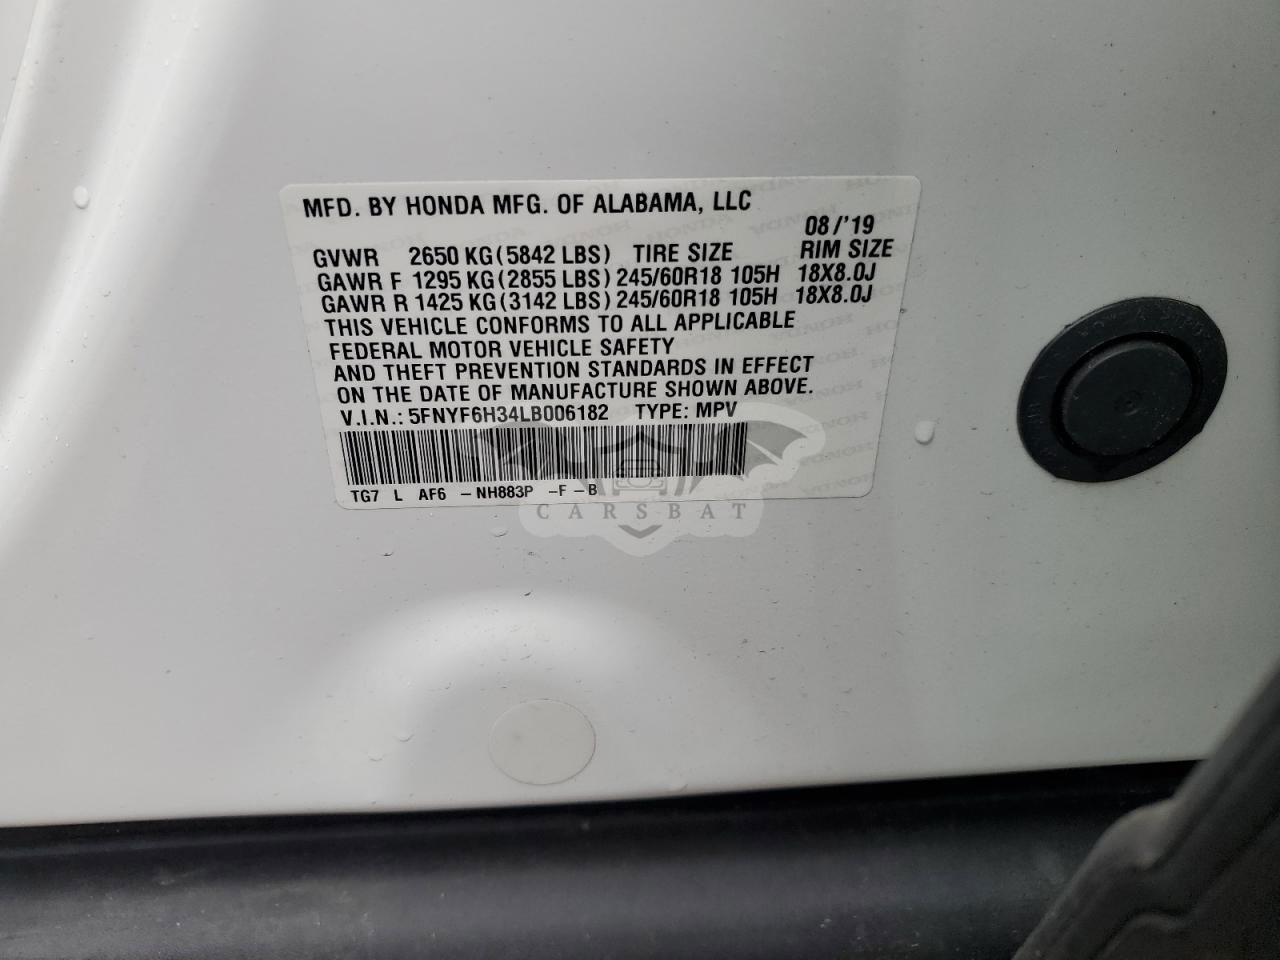 MFD. BY HONDA MFG. OF ALABAMA, LLC
08/'19
GVWR 2650 KG (5842 LBS) TIRE SIZE RIM SIZE
GAWR F 1295 KG (2855 LBS) 245/60R18 105H 18X8.0J
GAWR R 1425 KG (3142 LBS) 245/60R18 105H 18X8.0J
THIS VEHICLE CONFORMS TO ALL APPLICABLE
FEDERAL MOTOR VEHICLE SAFETY
AND THEFT PREVENTION STANDARDS IN EFFECT
ON THE DATE OF MANUFACTURE SHOWN ABOVE.
V.I.N.: 5FNYF6H34LB006182 TYPE: MPV
TG7 L AF6 – NH883P –F –B
CARSBAT